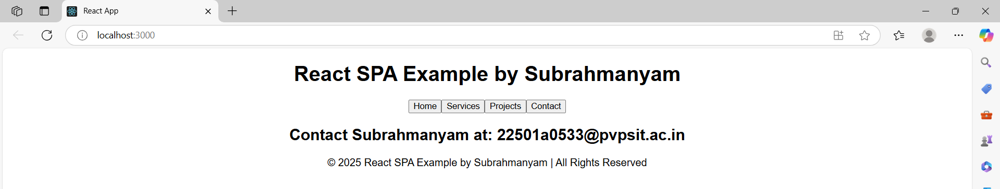 React App
localhost:3000
React SPA Example by Subrahmanyam
Home Services Projects Contact
Contact Subrahmanyam at: 22501a0533@pvpsit.ac.in
© 2025 React SPA Example by Subrahmanyam | All Rights Reserved